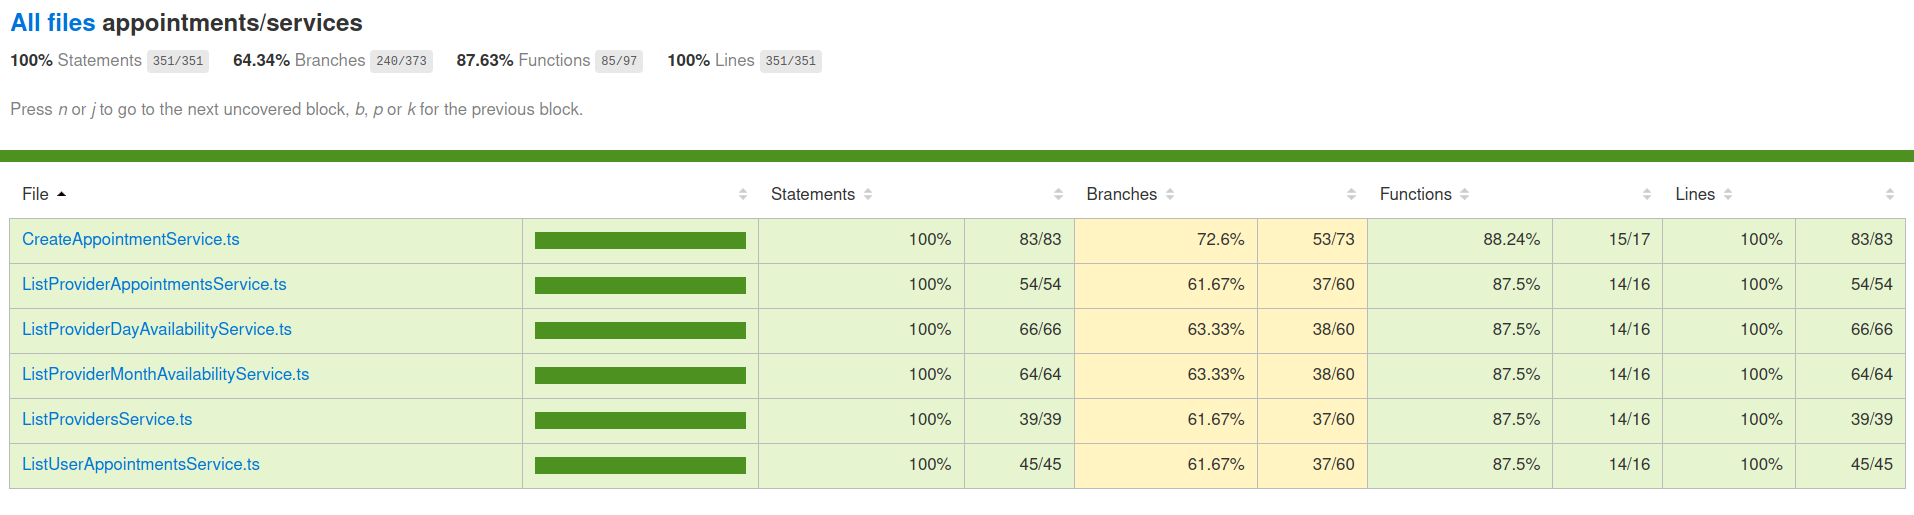 All files appointments/services
100% Statements 351/351 64.34% Branches 240/373 87.63% Functions 85/97 100% Lines 351/351
Press n or j to go to the next uncovered block, b, p or k for the previous block.
File Statements Branches Functions Lines
CreateAppointmentService.ts 100% 83/83 72.6% 53/73 88.24% 15/17 100% 83/83
ListProviderAppointmentsService.ts 100% 54/54 61.67% 37/60 87.5% 14/16 100% 54/54
ListProviderDayAvailabilityService.ts 100% 66/66 63.33% 38/60 87.5% 14/16 100% 66/66
ListProviderMonthAvailabilityService.ts 100% 64/64 63.33% 38/60 87.5% 14/16 100% 64/64
ListProvidersService.ts 100% 39/39 61.67% 37/60 87.5% 14/16 100% 39/39
ListUserAppointmentsService.ts 100% 45/45 61.67% 37/60 87.5% 14/16 100% 45/45